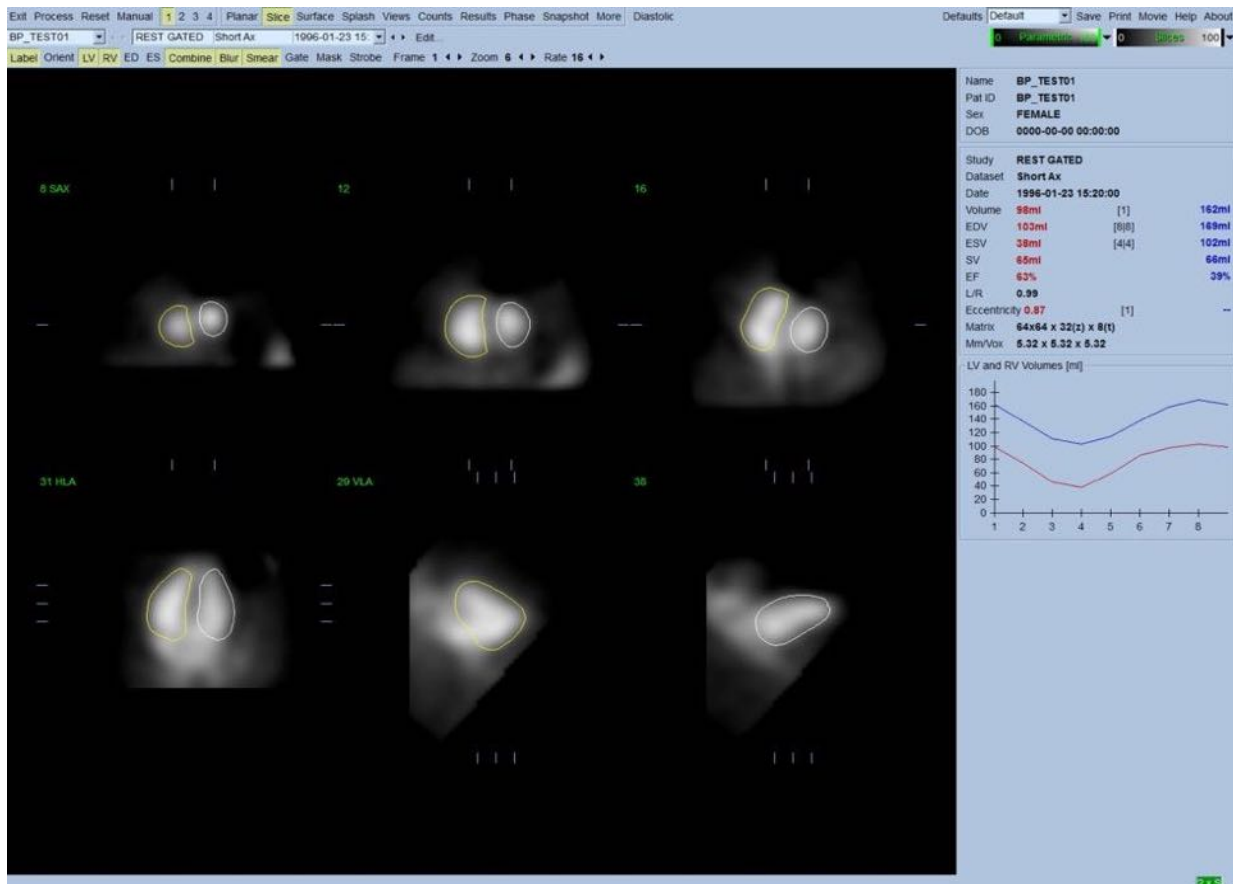 Exit Process Reset Manual 1 2 3 4 Planar Slice Surface Splash Views Counts Results Phase Snapshot More Diastolic Defaults Default Save Print Movie Help About
BP_TEST01 REST GATED Short Ax 1996-01-23 15: Edit... 0 Parametric 0 Slices 100
Label Orient LV RV ED ES Combine Blur Smear Gate Mask Strobe Frame 1 Zoom 6 Rate 16
Name BP_TEST01
Pat ID BP_TEST01
Sex FEMALE
DOB 0000-00-00 00:00:00
Study REST GATED
Dataset Short Ax
Date 1996-01-23 15:20:00
Volume 98ml [1] 162ml
EDV 103ml [8|8] 169ml
ESV 38ml [4|4] 102ml
SV 65ml 66ml
EF 63% 39%
L/R 0.99
Eccentricity 0.87 [1] --
Matrix 64x64 x 32(z) x 8(t)
Mm/Vox 5.32 x 5.32 x 5.32
LV and RV Volumes [ml]
180
160
140
120
100
80
60
40
20
0
1 2 3 4 5 6 7 8
8 SAX 12 16
31 HLA 29 VLA 38